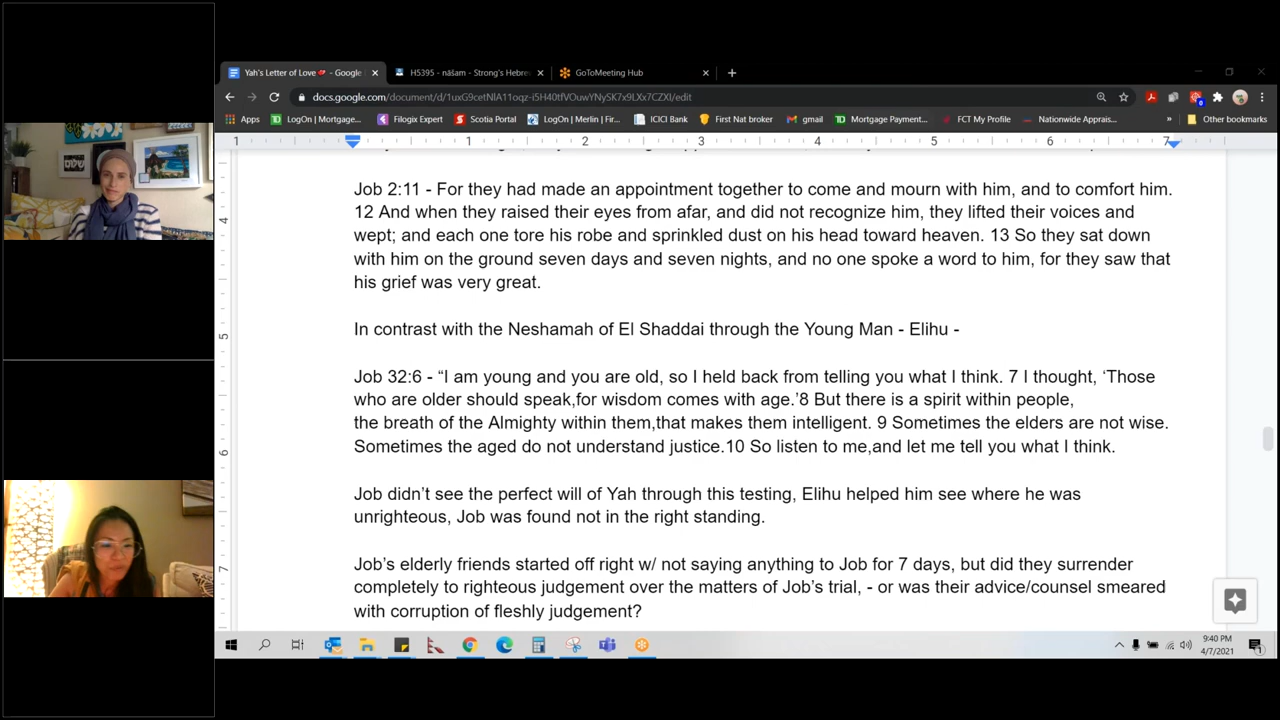 Yah's Letter of Love💋 - Google
H5395 - nâšam - Strong's Hebre
GoToMeeting Hub
docs.google.com/document/d/1uxG9cetNlA11oqz-i5H40tfVOuwYNySK7x9LXx7CZXI/edit
Apps
LogOn | Mortgage...
Filogix Expert
Scotia Portal
LogOn | Merlin | Fir...
ICICI Bank
First Nat broker
gmail
Mortgage Payment...
FCT My Profile
Nationwide Apprais...
»
Other bookmarks
1 1 2 3 4 5 6 7
Job 2:11 - For they had made an appointment together to come and mourn with him, and to comfort him.
12 And when they raised their eyes from afar, and did not recognize him, they lifted their voices and
wept; and each one tore his robe and sprinkled dust on his head toward heaven. 13 So they sat down
with him on the ground seven days and seven nights, and no one spoke a word to him, for they saw that
his grief was very great.
In contrast with the Neshamah of El Shaddai through the Young Man - Elihu -
Job 32:6 - “I am young and you are old, so I held back from telling you what I think. 7 I thought, ‘Those
who are older should speak,for wisdom comes with age.’8 But there is a spirit within people,
the breath of the Almighty within them,that makes them intelligent. 9 Sometimes the elders are not wise.
Sometimes the aged do not understand justice.10 So listen to me,and let me tell you what I think.
Job didn’t see the perfect will of Yah through this testing, Elihu helped him see where he was
unrighteous, Job was found not in the right standing.
Job’s elderly friends started off right w/ not saying anything to Job for 7 days, but did they surrender
completely to righteous judgement over the matters of Job’s trial, - or was their advice/counsel smeared
with corruption of fleshly judgement?
4
5
6
7
9:40 PM
4/7/2021